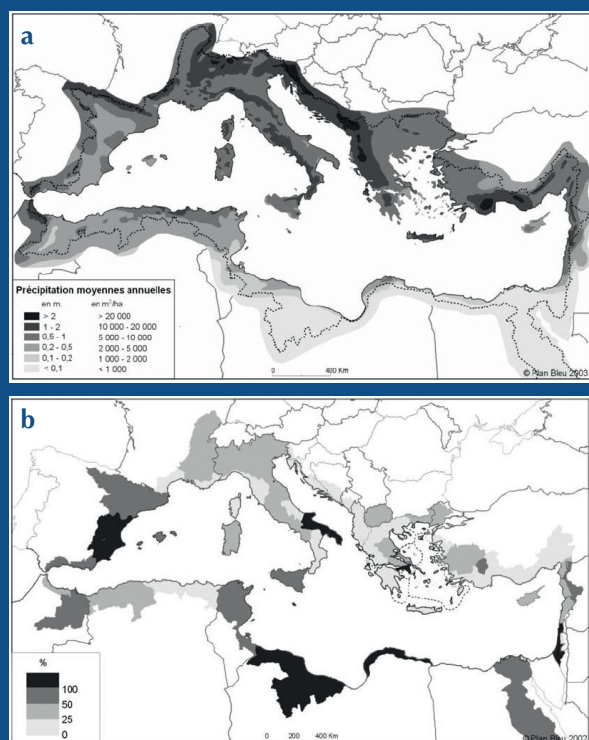 a
Précipitation moyennes annuelles
en m. en m³/ha
> 2 > 20 000
1 - 2 10 000 - 20 000
0,5 - 1 5 000 - 10 000
0,2 - 0,5 2 000 - 5 000
0,1 - 0,2 1 000 - 2 000
< 0,1 < 1 000
0 400 Km
© Plan Bleu 2003
b
%
100
50
25
0
0 200 400 Km
© Plan Bleu 2002